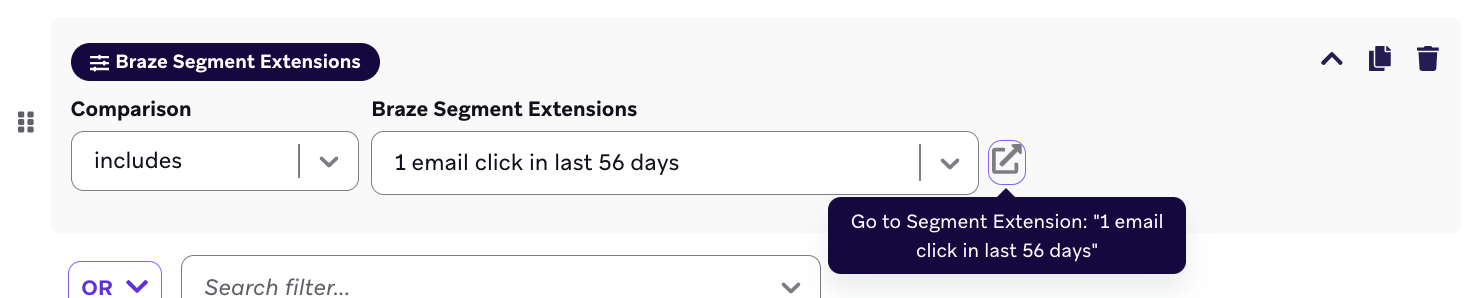 Braze Segment Extensions
Comparison
Braze Segment Extensions
includes
1 email click in last 56 days
Go to Segment Extension: "1 email
click in last 56 days"
OR
Search filter...